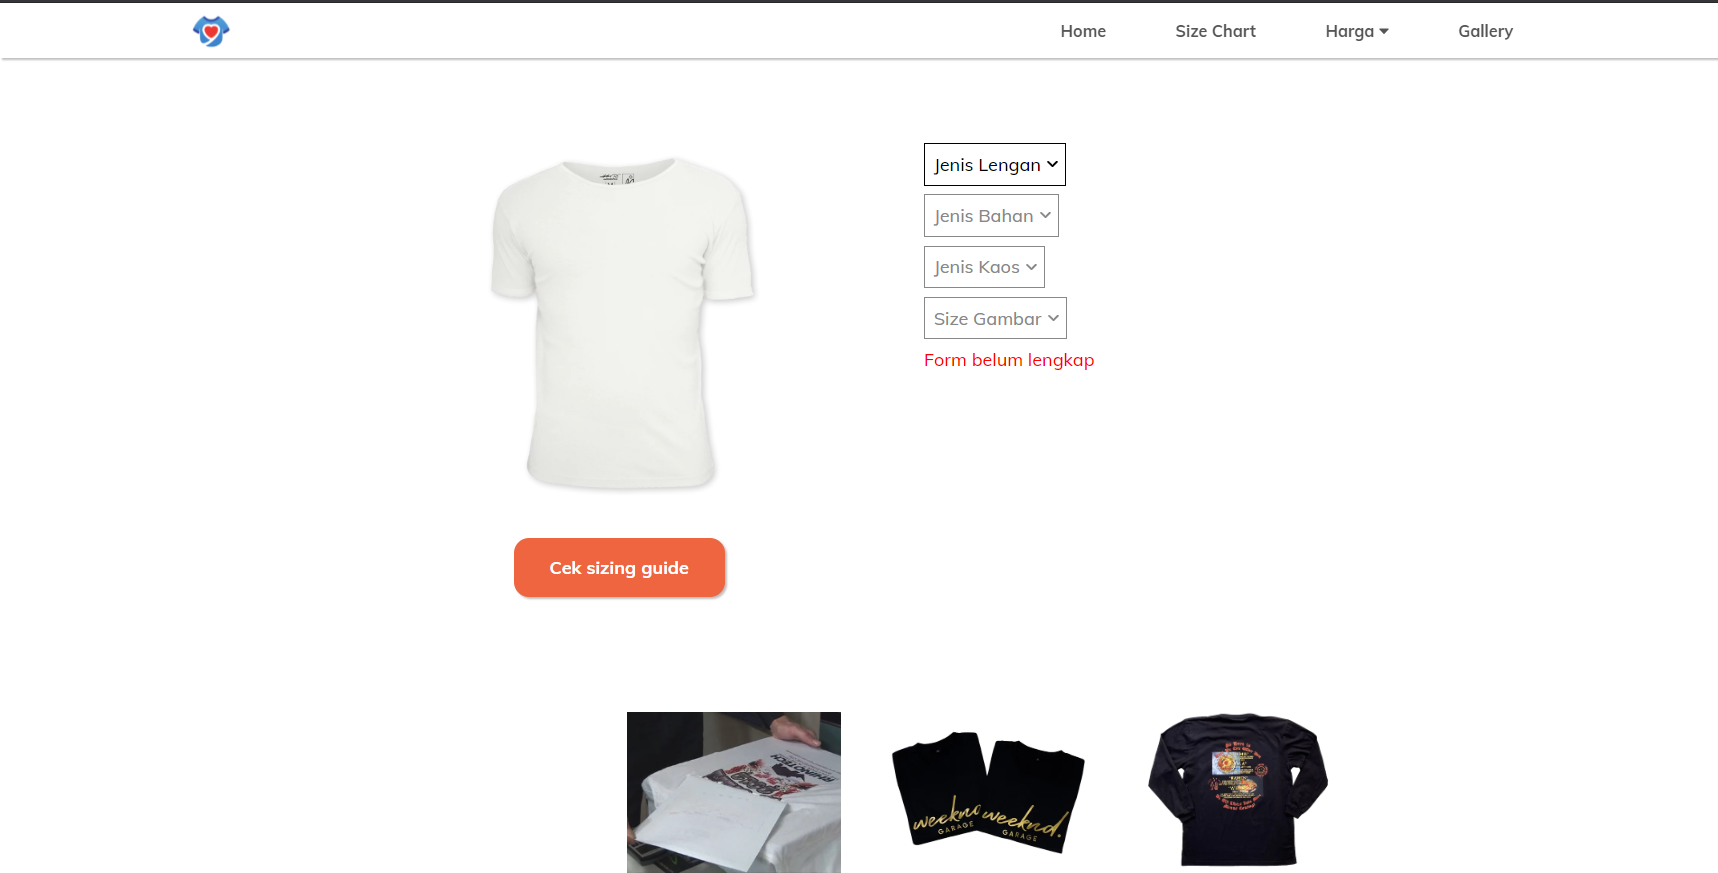 Home
Size Chart
Harga
Gallery
Jenis Lengan
Jenis Bahan
Jenis Kaos
Size Gambar
Form belum lengkap
Cek sizing guide
RHINOTECH
weeknd.
GARAGE
GARAGE